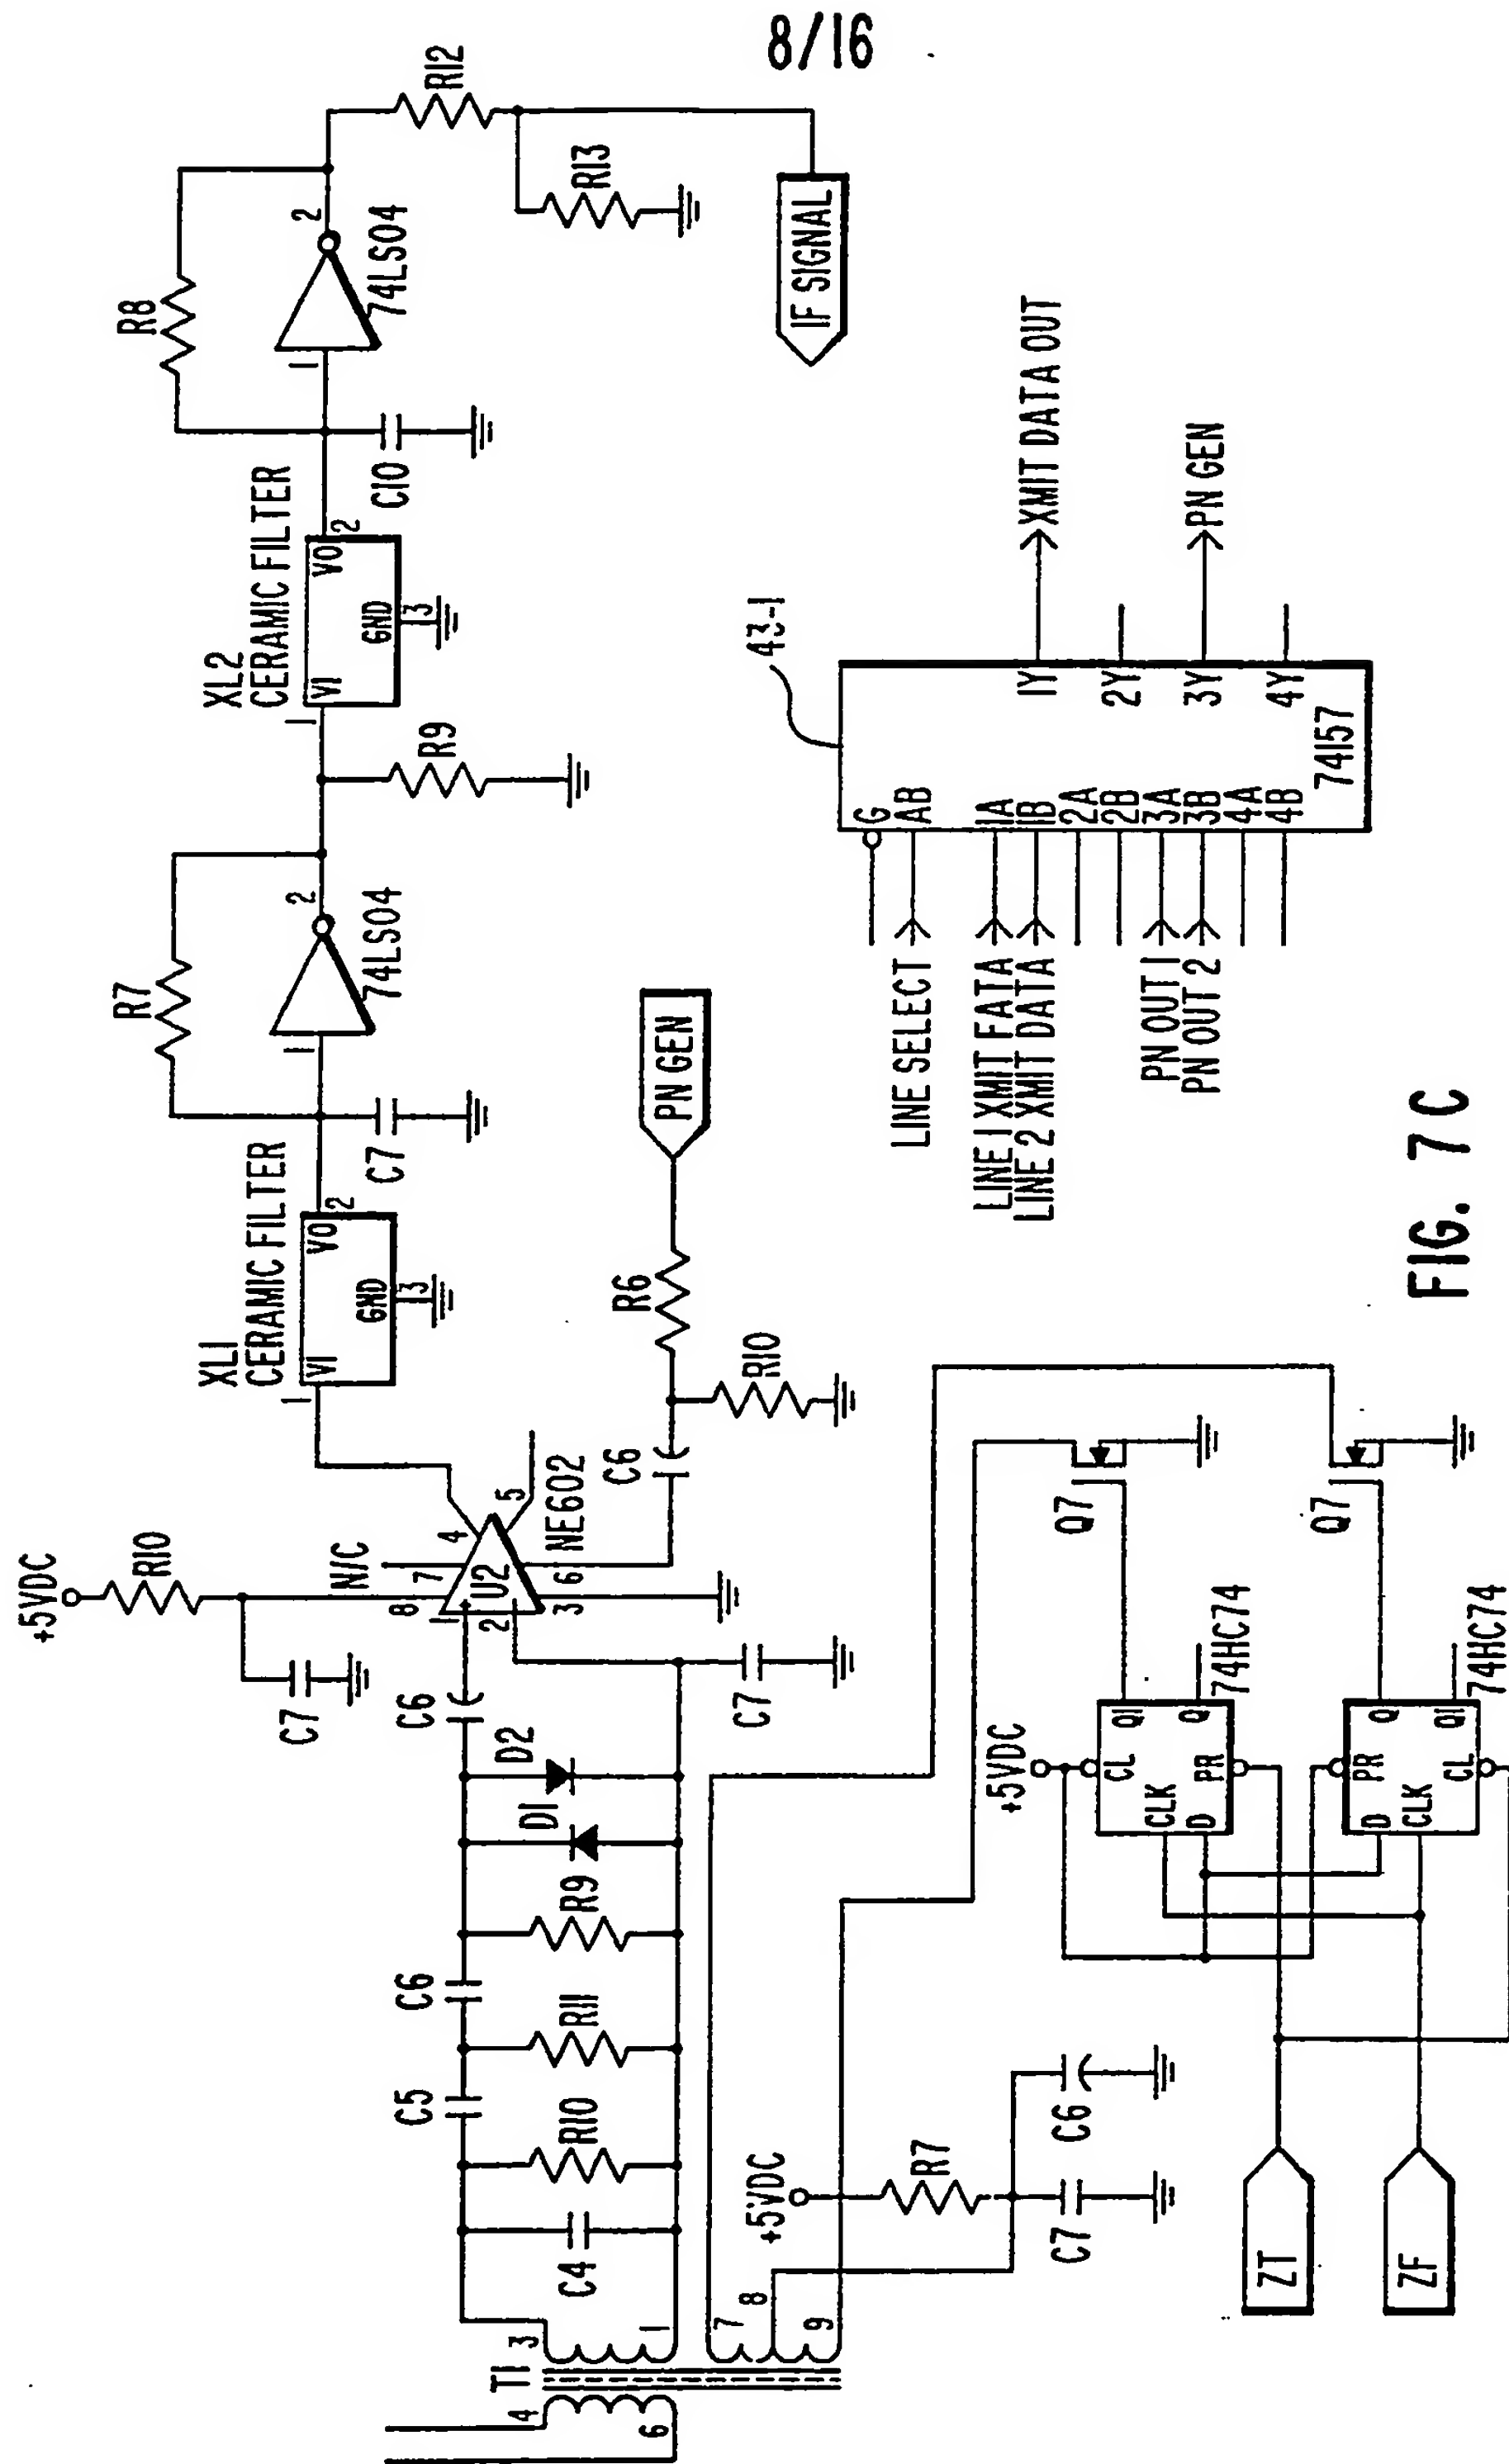 8/16
+5VDC
R10
C7
N/C
8
7
4
5
1
2
3
6
U2
NE602
C6
C7
XL1
CERAMIC FILTER
1
VI
VO
2
GND
3
C7
R7
1
2
74LS04
R9
XL2
CERAMIC FILTER
1
VI
VO
2
GND
3
C10
R8
1
2
74LS04
R12
R13
IF SIGNAL
T1
4
6
3
1
7
8
9
C4
R10
C5
R11
C6
R9
D1
D2
C6
R10
R6
PN GEN
+5VDC
R7
C7
C6
ZT
ZF
+5VDC
CL
CLK
D
PR
Q1
Q
74HC74
PR
D
CLK
CL
Q
Q1
74HC74
Q7
Q7
43-1
LINE SELECT
LINE 1 XMIT FATA
LINE 2 XMIT DATA
PN OUT 1
PN OUT 2
G
AB
1A
1B
2A
2B
3A
3B
4A
4B
1Y
2Y
3Y
4Y
74157
XMIT DATA OUT
PN GEN
FIG. 7C